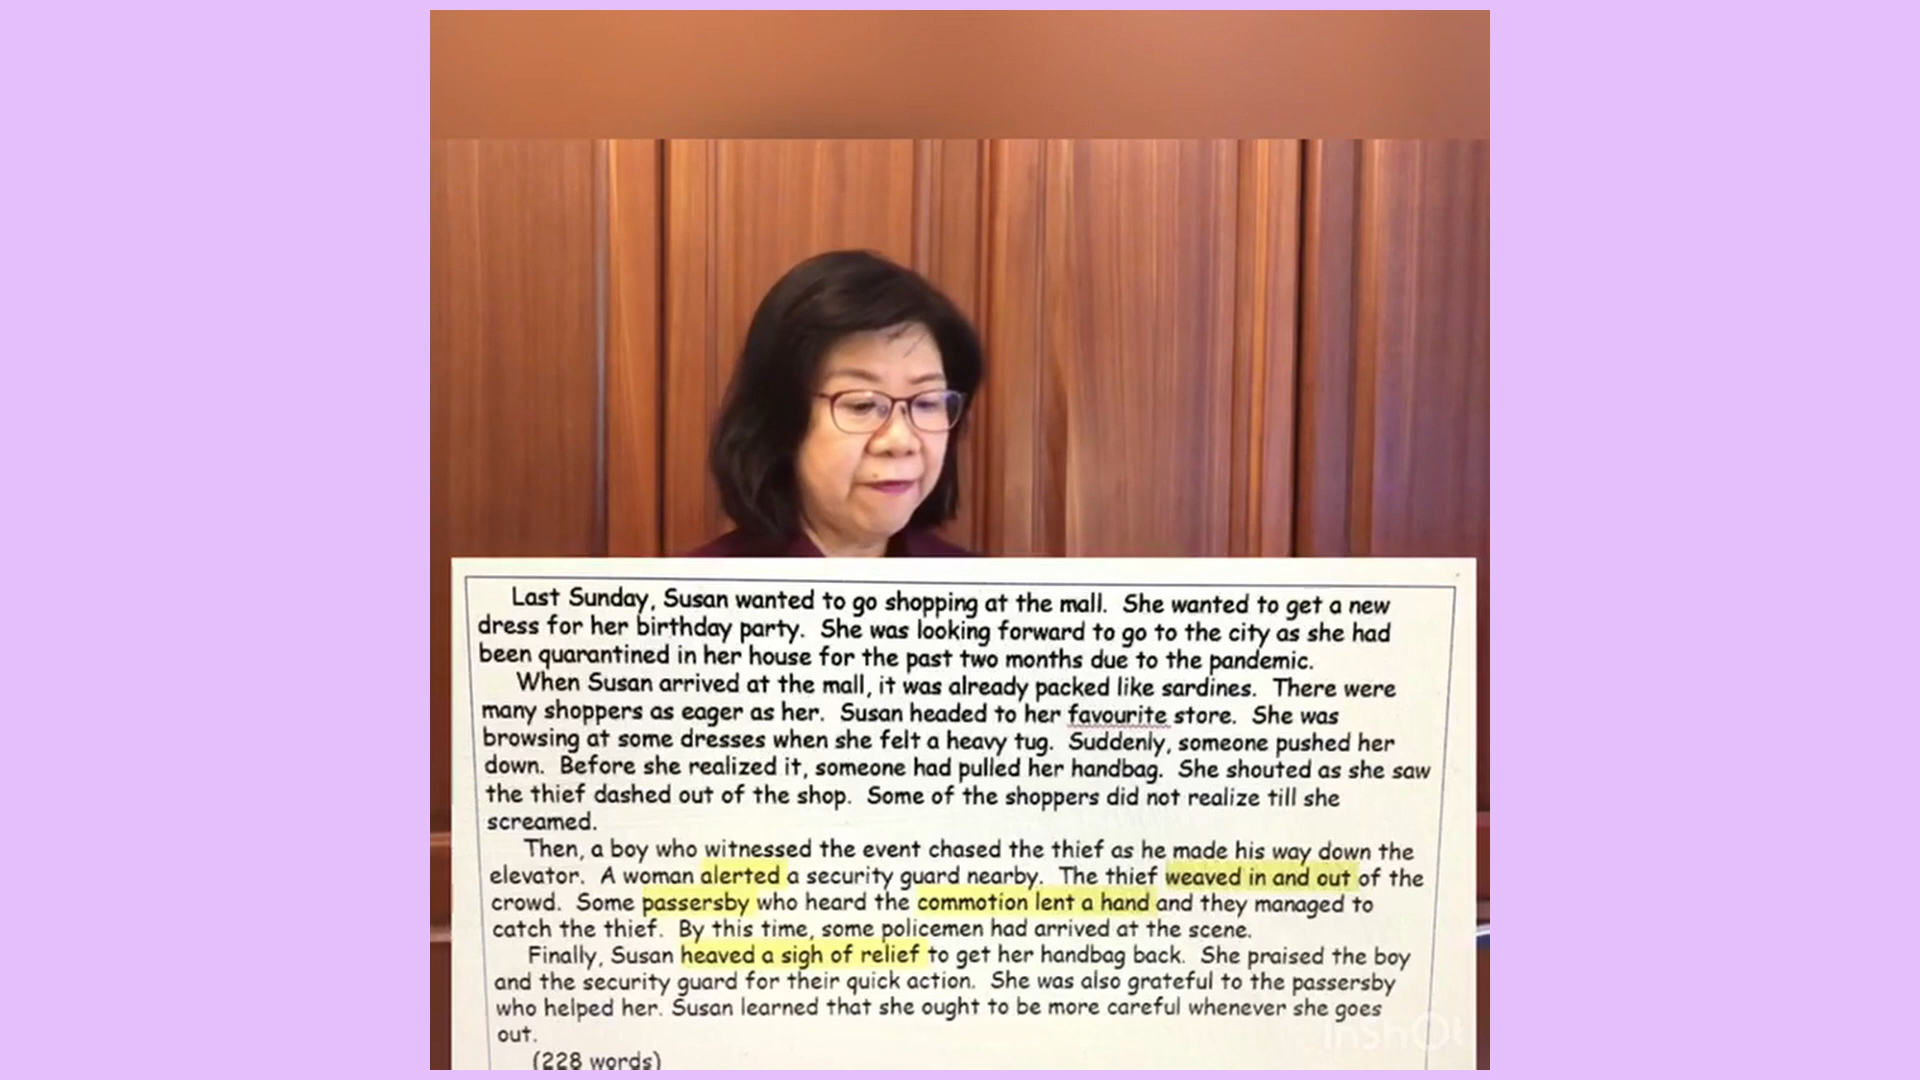 Last Sunday, Susan wanted to go shopping at the mall. She wanted to get a new
dress for her birthday party. She was looking forward to go to the city as she had
been quarantined in her house for the past two months due to the pandemic.
When Susan arrived at the mall, it was already packed like sardines. There were
many shoppers as eager as her. Susan headed to her favourite store. She was
browsing at some dresses when she felt a heavy tug. Suddenly, someone pushed her
down. Before she realized it, someone had pulled her handbag. She shouted as she saw
the thief dashed out of the shop. Some of the shoppers did not realize till she
screamed.
Then, a boy who witnessed the event chased the thief as he made his way down the
elevator. A woman alerted a security guard nearby. The thief weaved in and out of the
crowd. Some passersby who heard the commotion lent a hand and they managed to
catch the thief. By this time, some policemen had arrived at the scene.
Finally, Susan heaved a sigh of relief to get her handbag back. She praised the boy
and the security guard for their quick action. She was also grateful to the passersby
who helped her. Susan learned that she ought to be more careful whenever she goes
out.
(228 words)
InShOt